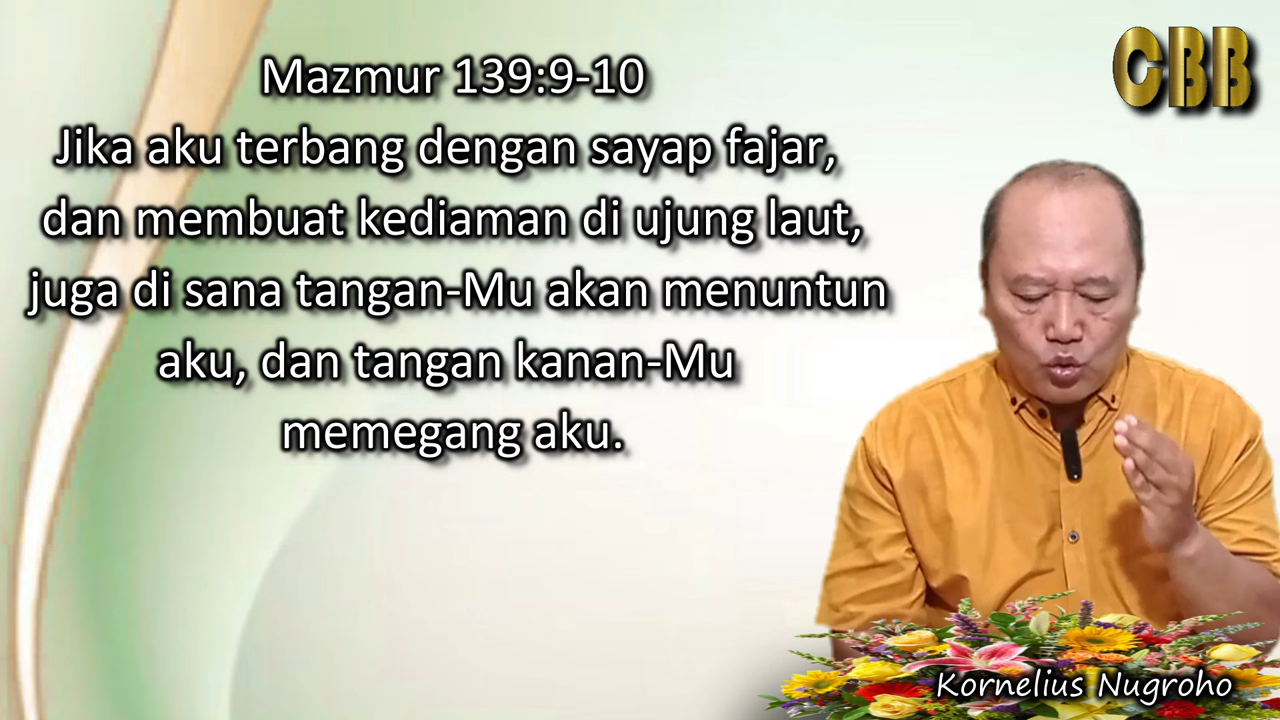 CBB
Mazmur 139:9-10
Jika aku terbang dengan sayap fajar,
dan membuat kediaman di ujung laut,
juga di sana tangan-Mu akan menuntun
aku, dan tangan kanan-Mu
memegang aku.
Kornelius Nugroho